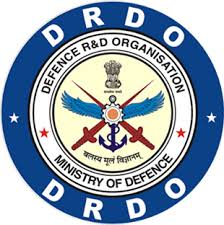 DRDO
DEFENCE R&D ORGANISATION
बलस्य मूलं विज्ञानम्
MINISTRY OF DEFENCE
DRDO